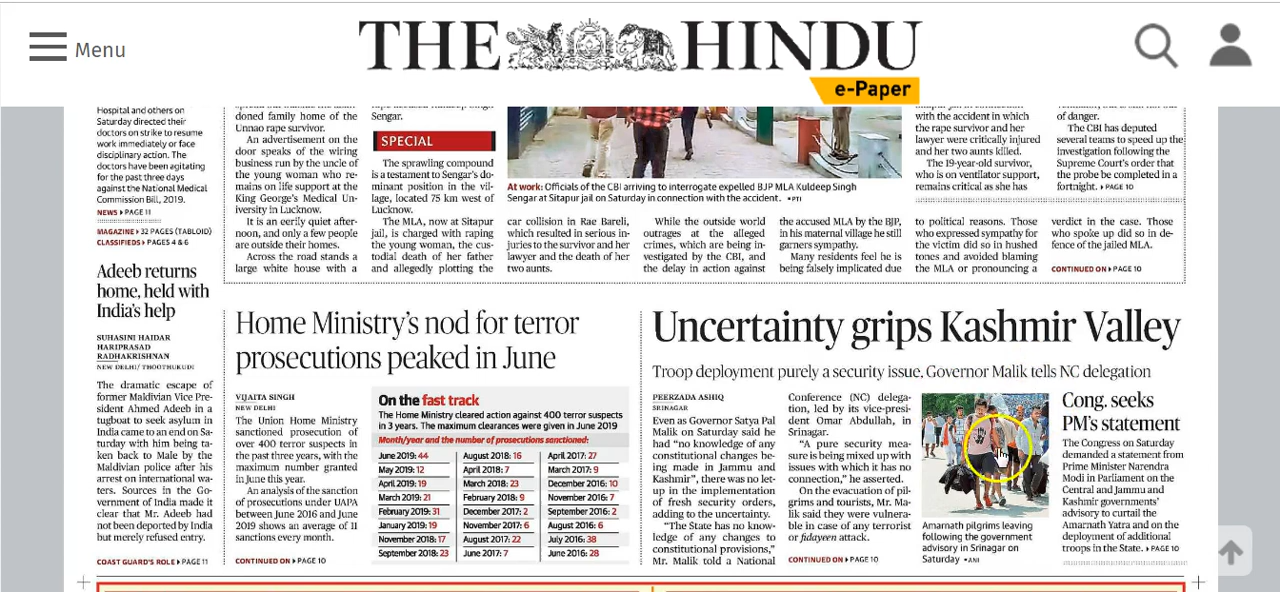 Menu
THE HINDU
e-Paper
Hospital and others on
Saturday directed their
doctors on strike to resume
work immediately or face
disciplinary action. The
doctors have been agitating
for the past three days
against the National Medical
Commission Bill, 2019.
NEWS PAGE 11
MAGAZINE 32 PAGES (TABLOID)
CLASSIFIEDS PAGES 4 & 6
Adeeb returns
home, held with
India's help
SUHASINI HAIDAR
HARIPRASAD
RADHAKRISHNAN
NEW DELHI/ THOOTHUKUDI
The dramatic escape of
former Maldivian Vice Pre-
sident Ahmed Adeeb in a
tugboat to seek asylum in
India came to an end on Sa-
turday with him being ta-
ken back to Male by the
Maldivian police after his
arrest on international wa-
ters. Sources in the Go-
vernment of India made it
clear that Mr. Adeeb had
not been deported by India
but merely refused entry.
COAST GUARD'S ROLE PAGE 11
doned family home of the
Unnao rape survivor.
An advertisement on the
door speaks of the wiring
business run by the uncle of
the young woman who re-
mains on life support at the
King George's Medical Un-
iversity in Lucknow.
It is an eerily quiet after-
noon, and only a few people
are outside their homes.
Across the road stands a
large white house with a
Sengar.
SPECIAL
The sprawling compound
is a testament to Sengar's do-
minant position in the vil-
lage, located 75 km west of
Lucknow.
The MLA, now at Sitapur
jail, is charged with raping
the young woman, the cus-
todial death of her father
and allegedly plotting the
At work: Officials of the CBI arriving to interrogate expelled BJP MLA Kuldeep Singh
Sengar at Sitapur jail on Saturday in connection with the accident. •PTI
car collision in Rae Bareli,
which resulted in serious in-
juries to the survivor and her
lawyer and the death of her
two aunts.
While the outside world
outrages at the alleged
crimes, which are being in-
vestigated by the CBI, and
the delay in action against
the accused MLA by the BJP,
in his maternal village he still
garners sympathy.
Many residents feel he is
being falsely implicated due
the accident with which
the rape survivor and her
lawyer were critically injured
and her two aunts killed.
The 19-year-old survivor,
who is on ventilator support,
remains critical as she has
of danger.
The CBI has deputed
several teams to speed up the
investigation following the
Supreme Court's order that
the probe be completed in a
fortnight. PAGE 10
to political reasons. Those
who expressed sympathy for
the victim did so in hushed
tones and avoided blaming
the MLA or pronouncing a
verdict in the case. Those
who spoke up did so in de-
fence of the jailed MLA.
CONTINUED ON PAGE 10
Home Ministry's nod for terror
prosecutions peaked in June
VIJAITA SINGH
NEW DELHI
The Union Home Ministry
sanctioned prosecution of
over 400 terror suspects in
the past three years, with the
maximum number granted
in June this year.
An analysis of the sanction
of prosecutions under UAPA
between June 2016 and June
2019 shows an average of 11
sanctions every month.
CONTINUED ON PAGE 10
On the fast track
The Home Ministry cleared action against 400 terror suspects
in 3 years. The maximum clearances were given in June 2019
Month/year and the number of prosecutions sanctioned:
June 2019: 44 August 2018: 16 April 2017: 27
May 2019: 12 April 2018: 7 March 2017: 9
April 2019: 19 March 2018: 23 December 2016: 10
March 2019: 21 February 2018: 9 November 2016: 7
February 2019: 31 December 2017: 2 September 2016: 2
January 2019: 19 November 2017: 6 August 2016: 6
November 2018: 17 August 2017: 22 July 2016: 38
September 2018: 23 June 2017: 7 June 2016: 28
Uncertainty grips Kashmir Valley
Troop deployment purely a security issue, Governor Malik tells NC delegation
PEERZADA ASHIQ
SRINAGAR
Even as Governor Satya Pal
Malik on Saturday said he
had “no knowledge of any
constitutional changes be-
ing made in Jammu and
Kashmir”, there was no let-
up in the implementation
of fresh security orders,
adding to the uncertainty.
“The State has no know-
ledge of any changes to
constitutional provisions,”
Mr. Malik told a National
Conference (NC) delega-
tion, led by its vice-presi-
dent Omar Abdullah, in
Srinagar.
“A pure security mea-
sure is being mixed up with
issues with which it has no
connection,” he asserted.
On the evacuation of pil-
grims and tourists, Mr. Ma-
lik said they were vulnera-
ble in case of any terrorist
or fidayeen attack.
CONTINUED ON PAGE 10
Amarnath pilgrims leaving
following the government
advisory in Srinagar on
Saturday •ANI
Cong. seeks
PM's statement
The Congress on Saturday
demanded a statement from
Prime Minister Narendra
Modi in Parliament on the
Central and Jammu and
Kashmir governments'
advisory to curtail the
Amarnath Yatra and on the
deployment of additional
troops in the State. PAGE 10